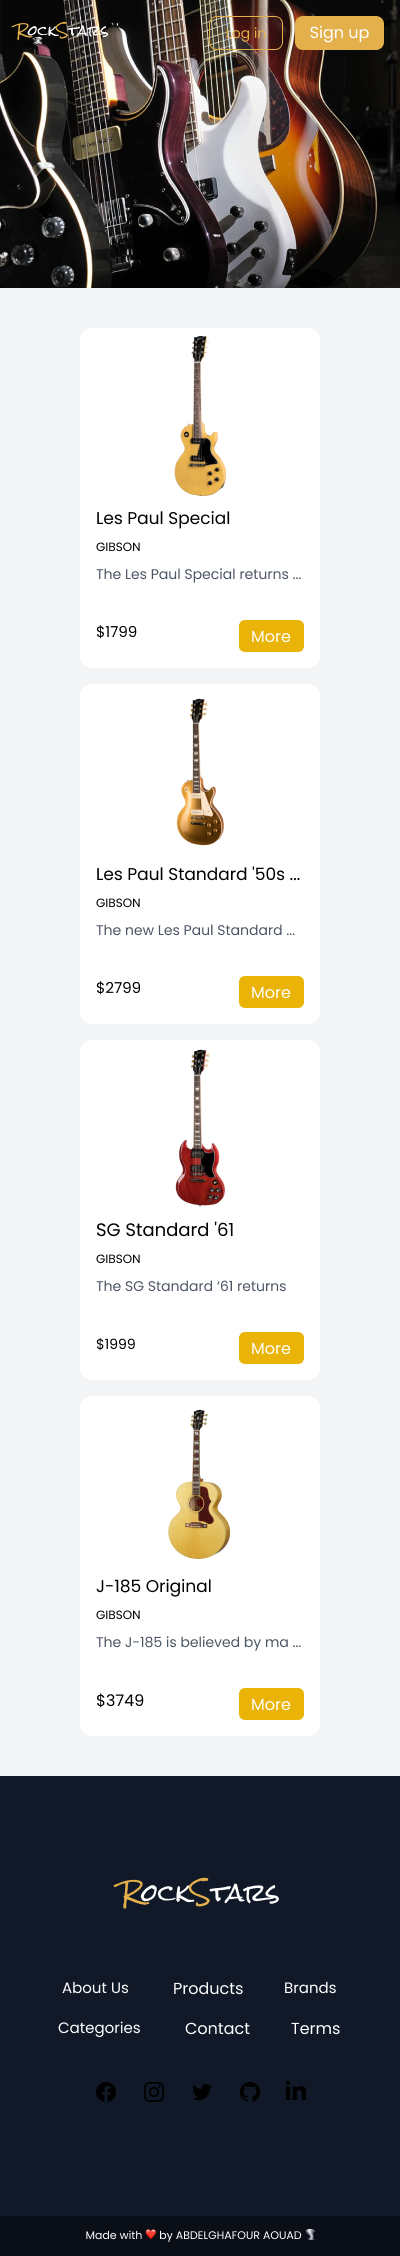 RockStars
Log in
Sign up
Les Paul Special
GIBSON
The Les Paul Special returns ...
$1799
More
Les Paul Standard '50s ...
GIBSON
The new Les Paul Standard ...
$2799
More
SG Standard '61
GIBSON
The SG Standard ‘61 returns
$1999
More
J-185 Original
GIBSON
The J-185 is believed by ma ...
$3749
More
RockStars
About Us Products Brands
Categories Contact Terms
Made with ❤️ by ABDELGHAFOUR AOUAD 🌪️